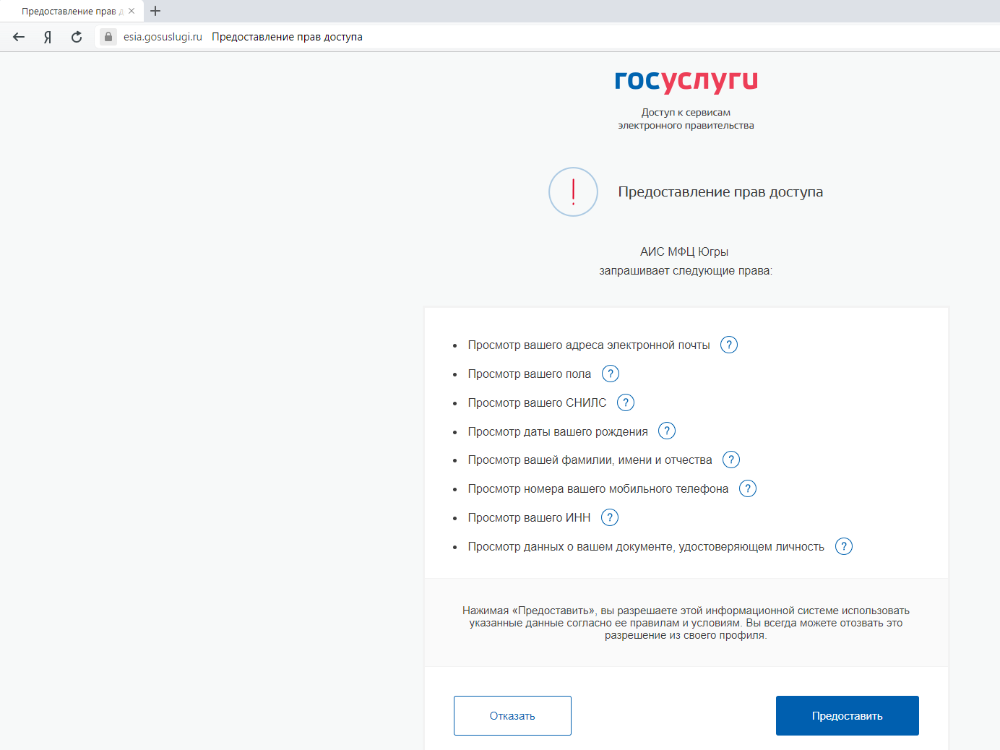 Предоставление прав д
esia.gosuslugi.ru Предоставление прав доступа
госуслуги
Доступ к сервисам
электронного правительства
Предоставление прав доступа
АИС МФЦ Югры
запрашивает следующие права:
• Просмотр вашего адреса электронной почты ?
• Просмотр вашего пола ?
• Просмотр вашего СНИЛС ?
• Просмотр даты вашего рождения ?
• Просмотр вашей фамилии, имени и отчества ?
• Просмотр номера вашего мобильного телефона ?
• Просмотр вашего ИНН ?
• Просмотр данных о вашем документе, удостоверяющем личность ?
Нажимая «Предоставить», вы разрешаете этой информационной системе использовать
указанные данные согласно ее правилам и условиям. Вы всегда можете отозвать это
разрешение из своего профиля.
Отказать Предоставить